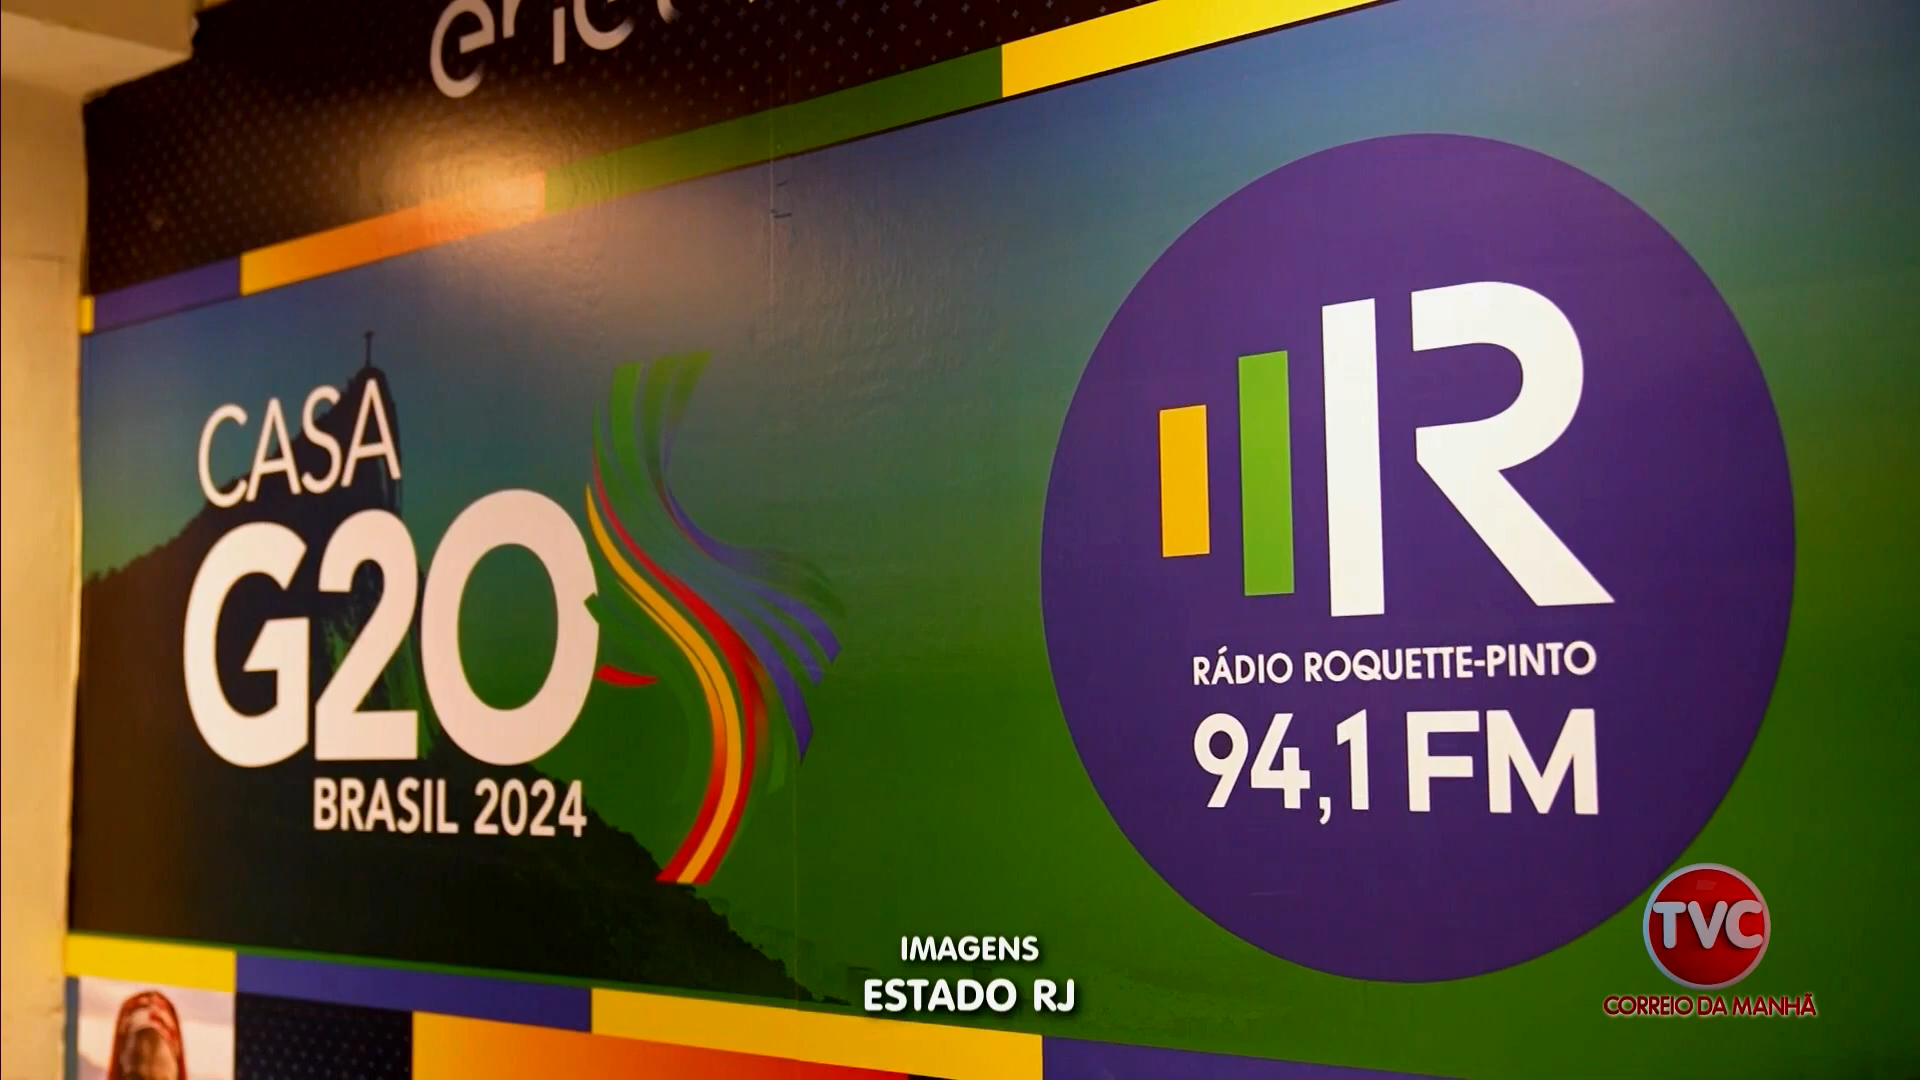 CASA
G20
BRASIL 2024
R
RÁDIO ROQUETTE-PINTO
94,1 FM
IMAGENS
ESTADO RJ
TVC
CORREIO DA MANHÃ